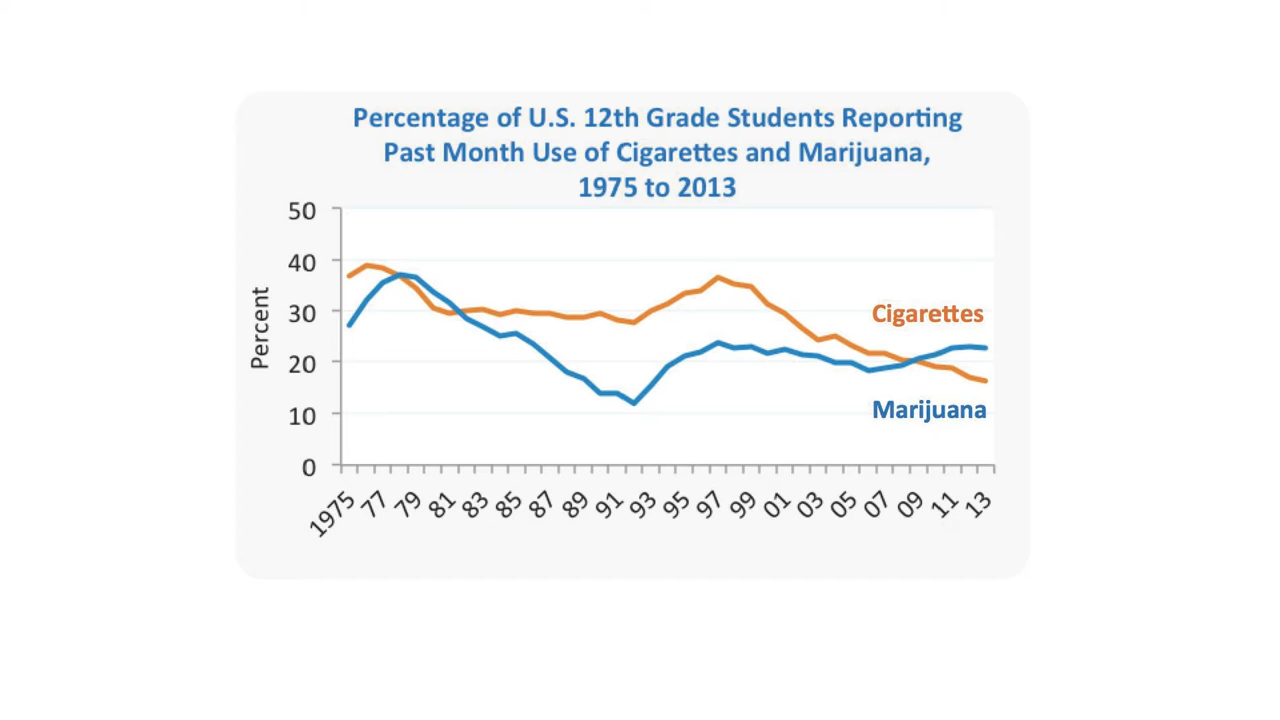 Percentage of U.S. 12th Grade Students Reporting
Past Month Use of Cigarettes and Marijuana,
1975 to 2013
50
40
30
20
10
0
Percent
Cigarettes
Marijuana
1975 77 79 81 83 85 87 89 91 93 95 97 99 01 03 05 07 09 11 13